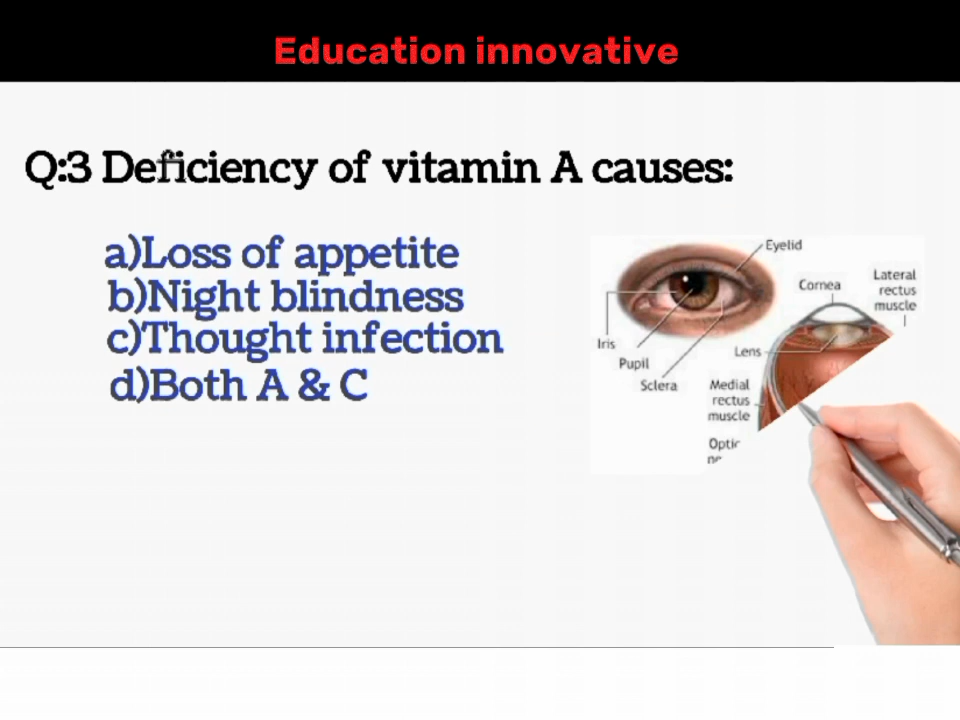 Education innovative
Q:3 Deficiency of vitamin A causes:
a)Loss of appetite
b)Night blindness
c)Thought infection
d)Both A & C
Eyelid
Cornea
Lateral
rectus
muscle
Iris
Pupil
Sclera
Lens
Medial
rectus
muscle
Optic